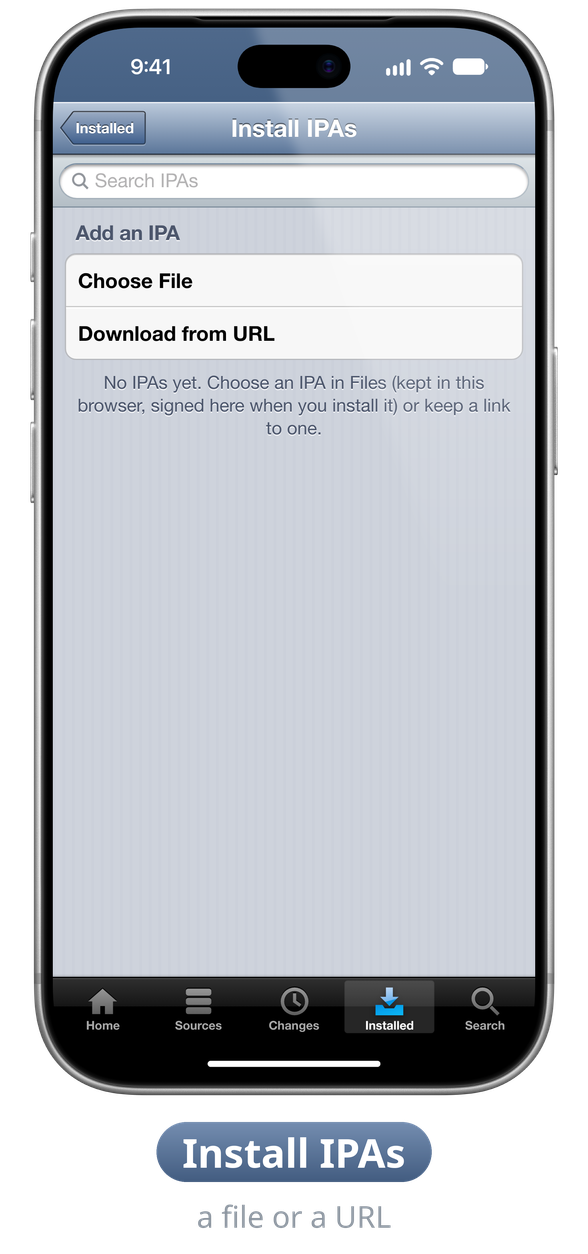 9:41
Installed
Install IPAs
Search IPAs
Add an IPA
Choose File
Download from URL
No IPAs yet. Choose an IPA in Files (kept in this
browser, signed here when you install it) or keep a link
to one.
Home
Sources
Changes
Installed
Search
Install IPAs
a file or a URL